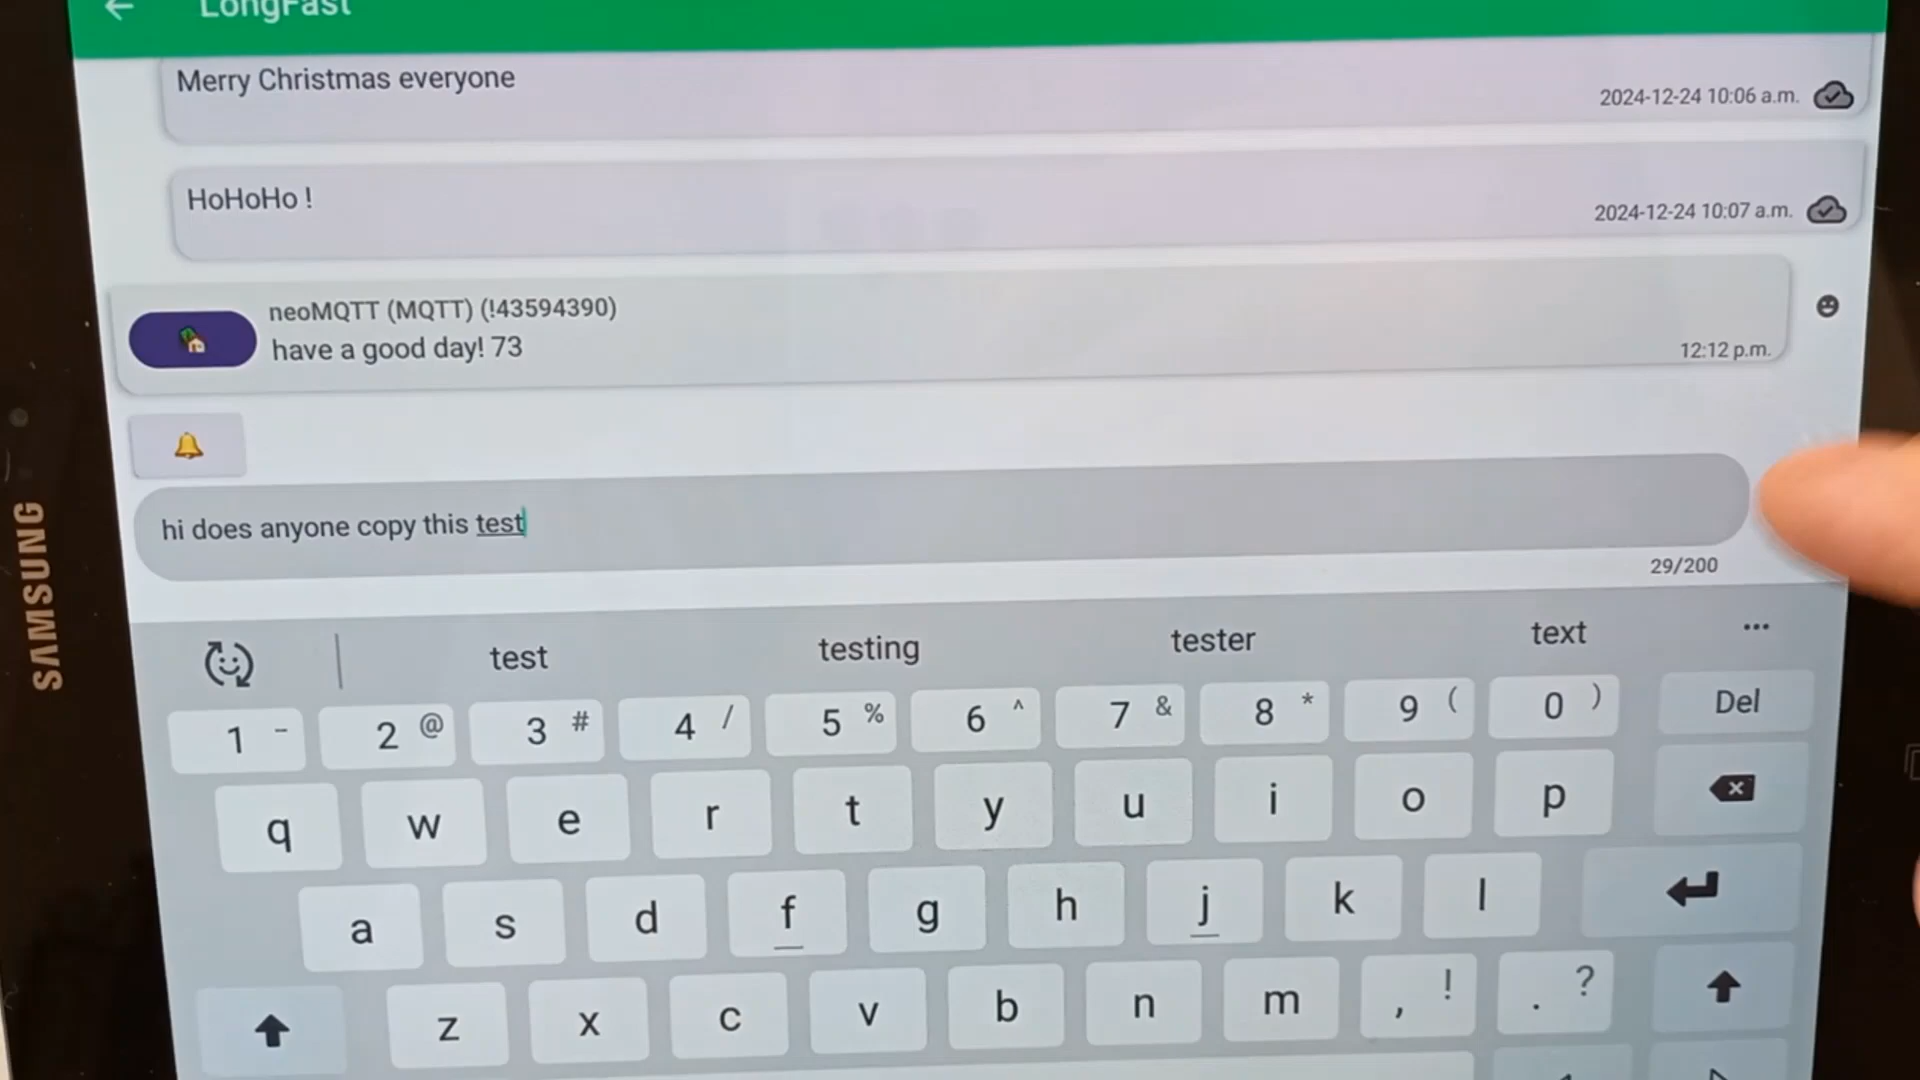 LongFast
Merry Christmas everyone
2024-12-24 10:06 a.m.
HoHoHo !
2024-12-24 10:07 a.m.
neoMQTT (MQTT) (!43594390)
have a good day! 73
12:12 p.m.
hi does anyone copy this test
29/200
SAMSUNG
test testing tester text ...
1 - 2 @ 3 # 4 / 5 % 6 ^ 7 & 8 * 9 ( 0 ) Del
q w e r t y u i o p
a s d f g h j k l
z x c v b n m , ! . ?